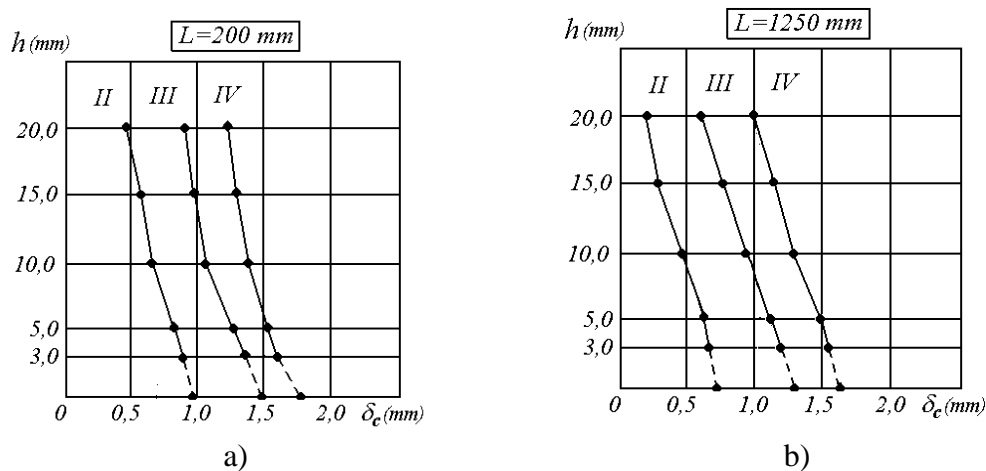 L=200 mm
h (mm)
II III IV
20,0
15,0
10,0
5,0
3,0
0 0,5 1,0 1,5 2,0 δc (mm)
a)
L=1250 mm
h (mm)
II III IV
20,0
15,0
10,0
5,0
3,0
0 0,5 1,0 1,5 2,0 δc (mm)
b)